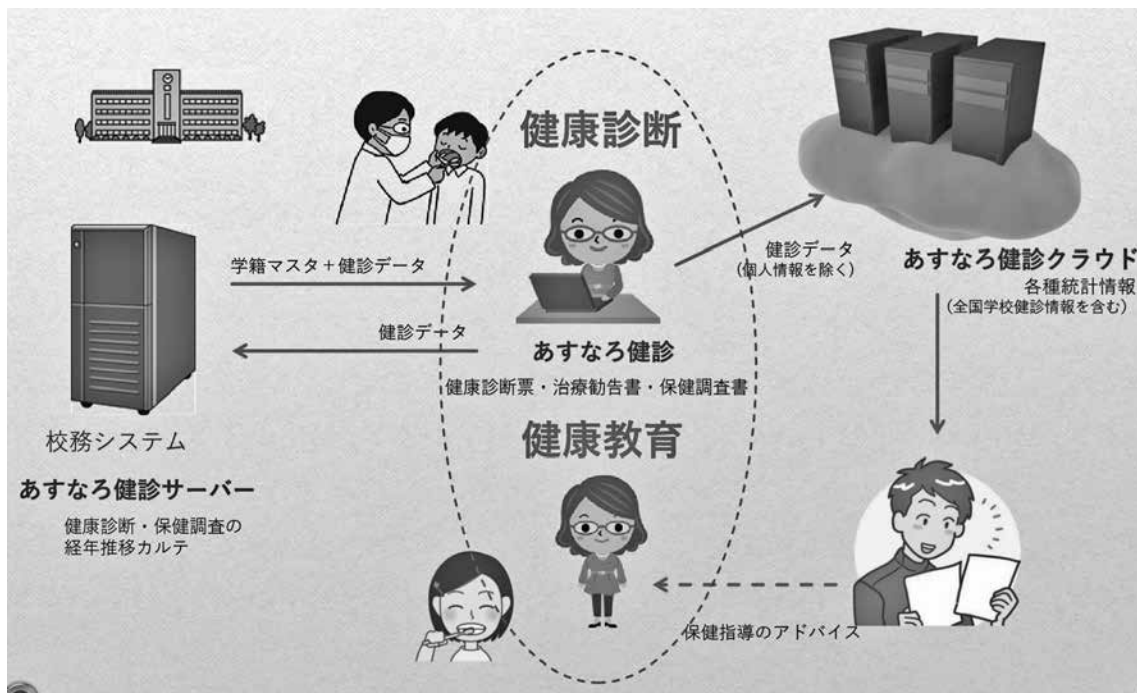 健康診断
学籍マスタ＋健診データ
健診データ
あすなろ健診
健康診断票・治療勧告書・保健調査書
健診データ
(個人情報を除く)
あすなろ健診クラウド
各種統計情報
(全国学校健診情報を含む)
校務システム
あすなろ健診サーバー
健康診断・保健調査の
経年推移カルテ
健康教育
保健指導のアドバイス